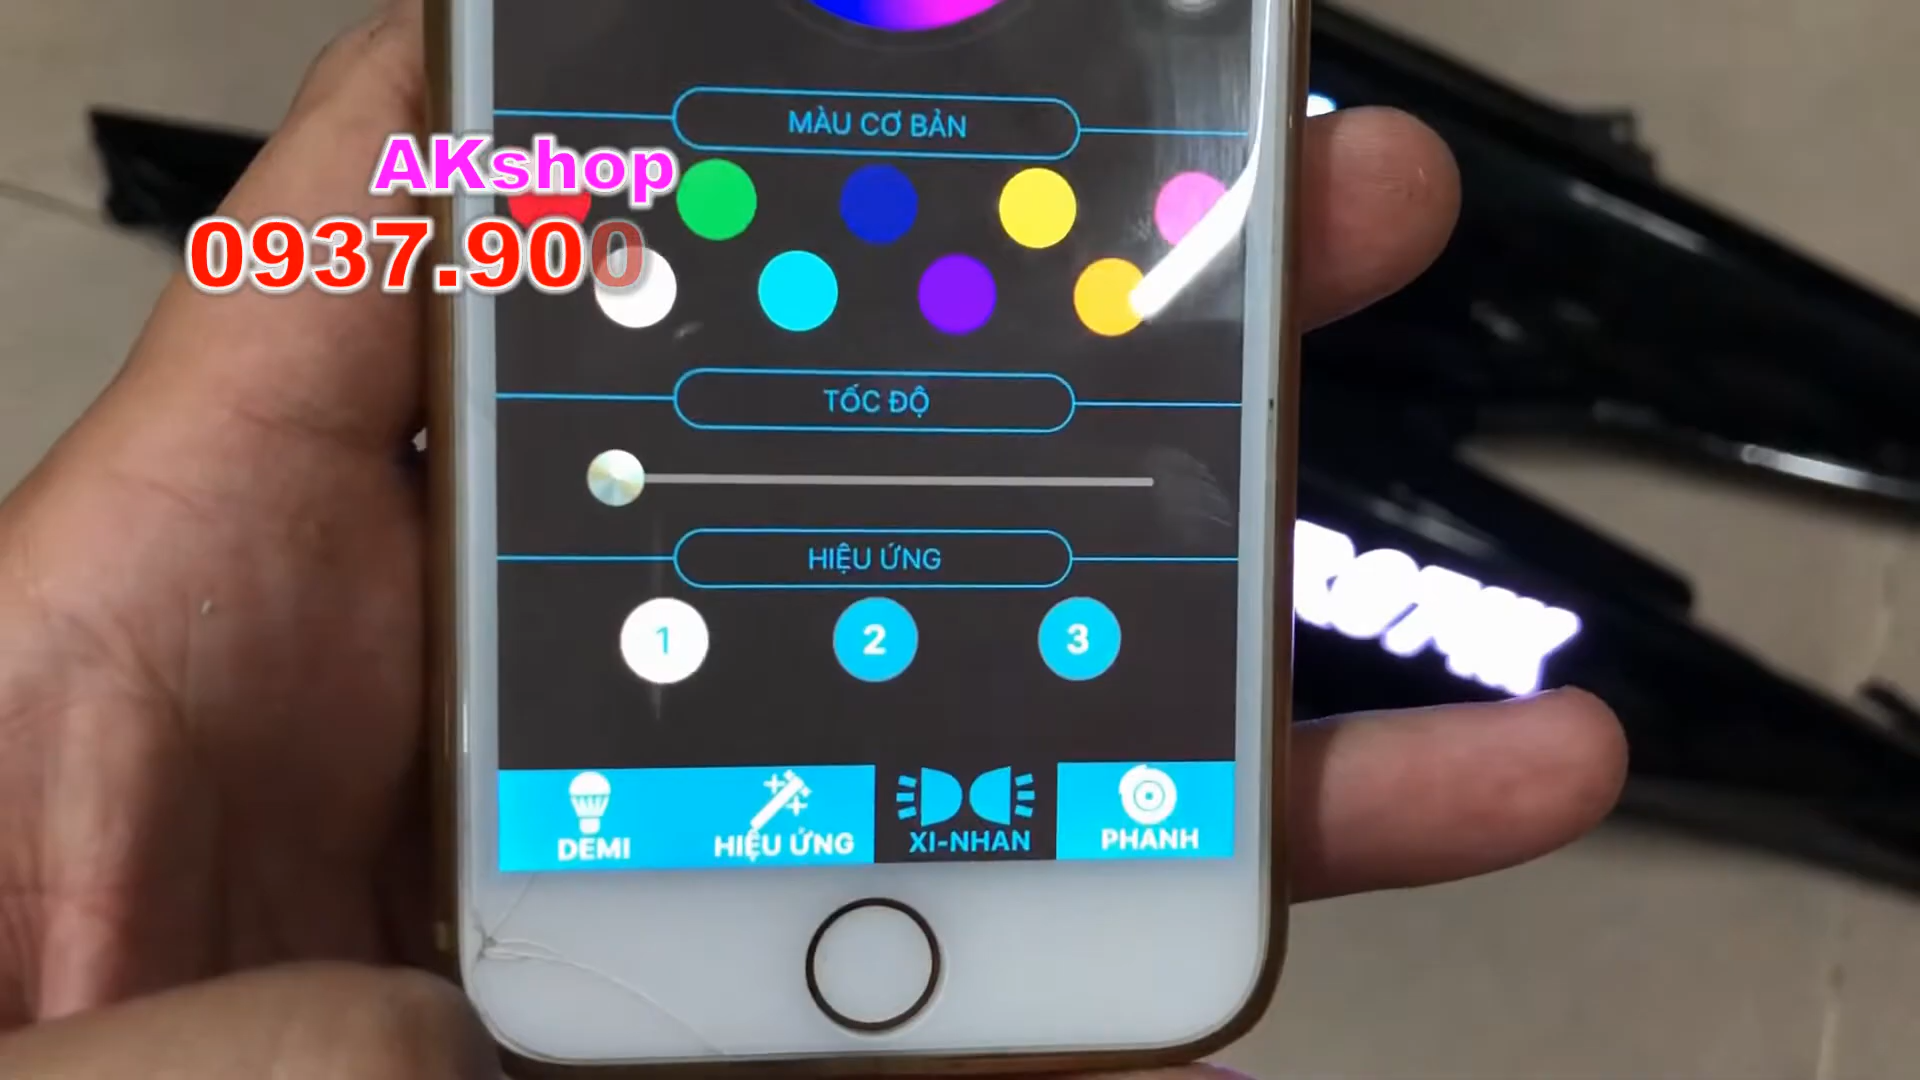 MÀU CƠ BẢN
AKshop
0937.900
TỐC ĐỘ
HIỆU ỨNG
1 2 3
DEMI HIỆU ỨNG XI-NHAN PHANH